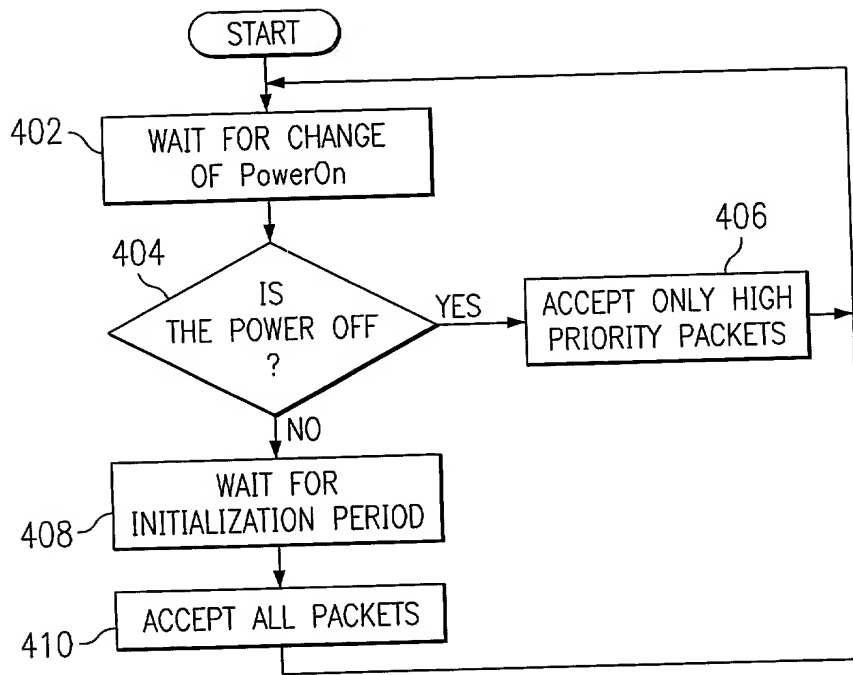 START
402
WAIT FOR CHANGE
OF PowerOn
404
IS
THE POWER OFF
?
YES
406
ACCEPT ONLY HIGH
PRIORITY PACKETS
NO
408
WAIT FOR
INITIALIZATION PERIOD
410
ACCEPT ALL PACKETS